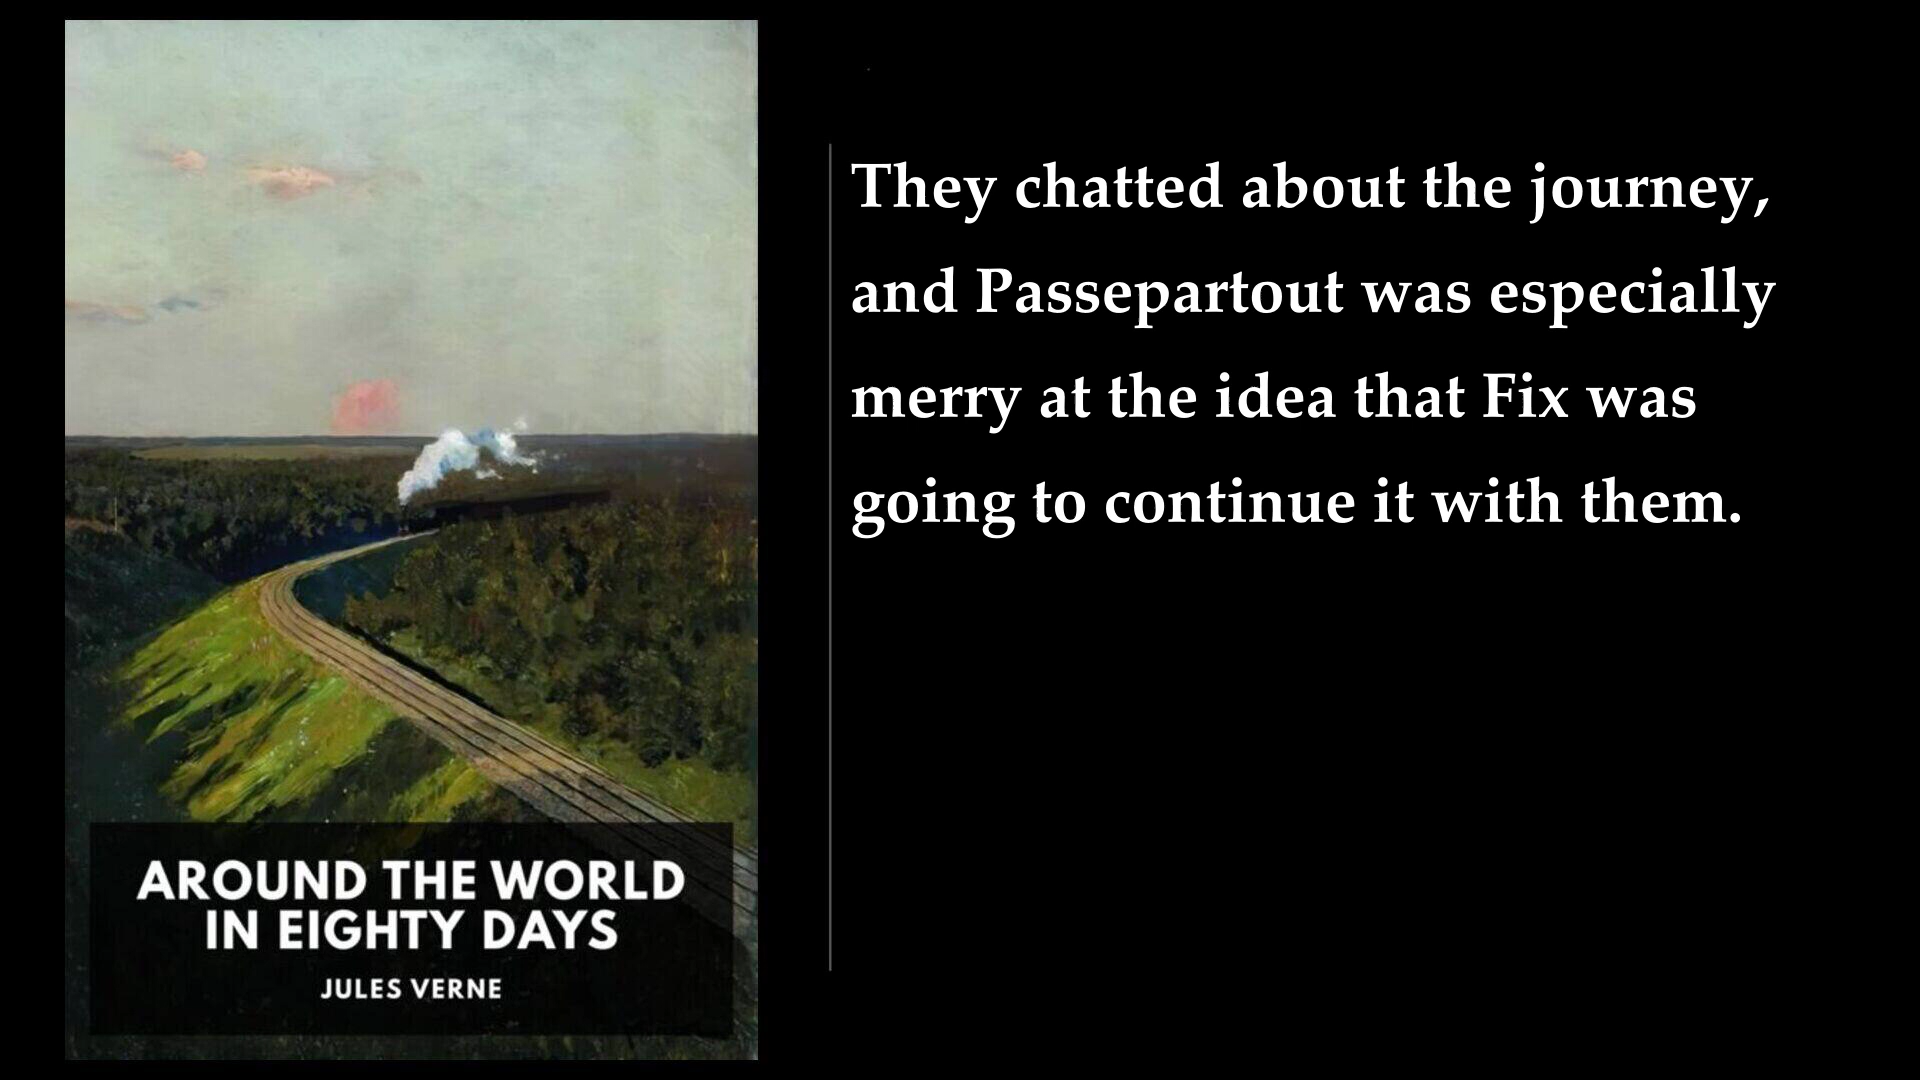 They chatted about the journey,
and Passepartout was especially
merry at the idea that Fix was
going to continue it with them.
AROUND THE WORLD
IN EIGHTY DAYS
JULES VERNE